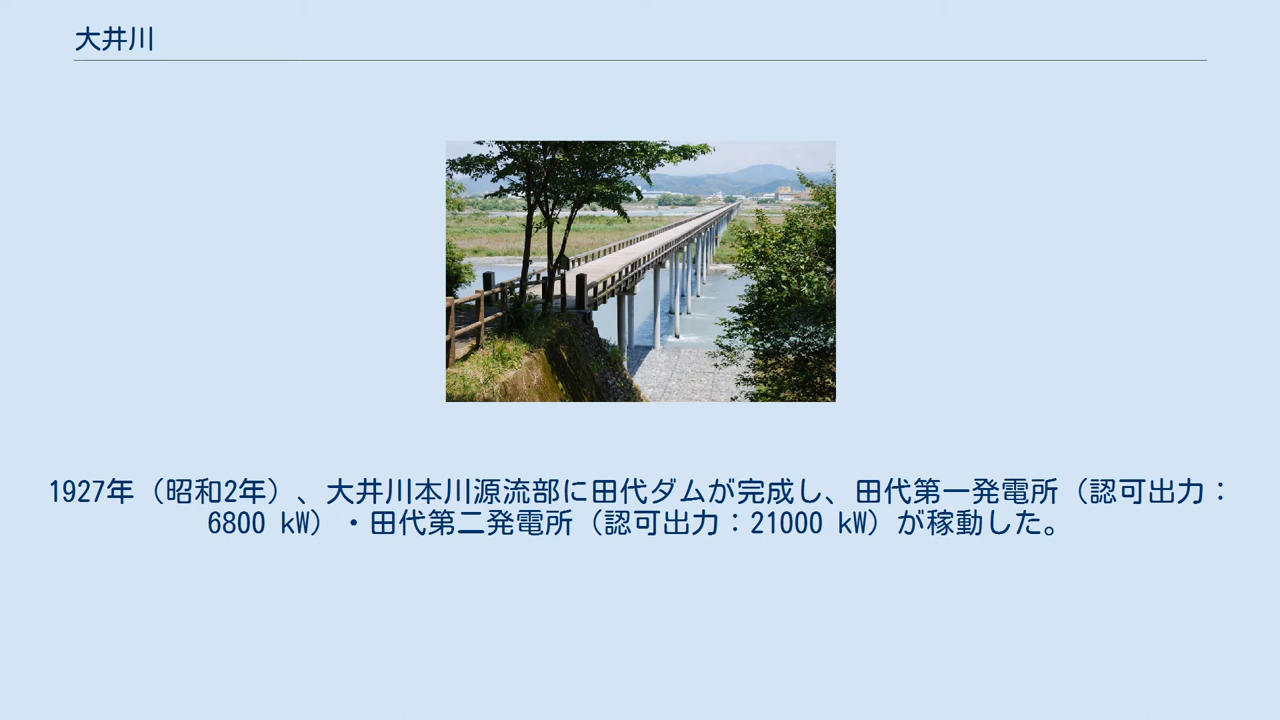 大井川
1927年（昭和2年）、大井川本川源流部に田代ダムが完成し、田代第一発電所（認可出力：
6800 kW）・田代第二発電所（認可出力：21000 kW）が稼動した。